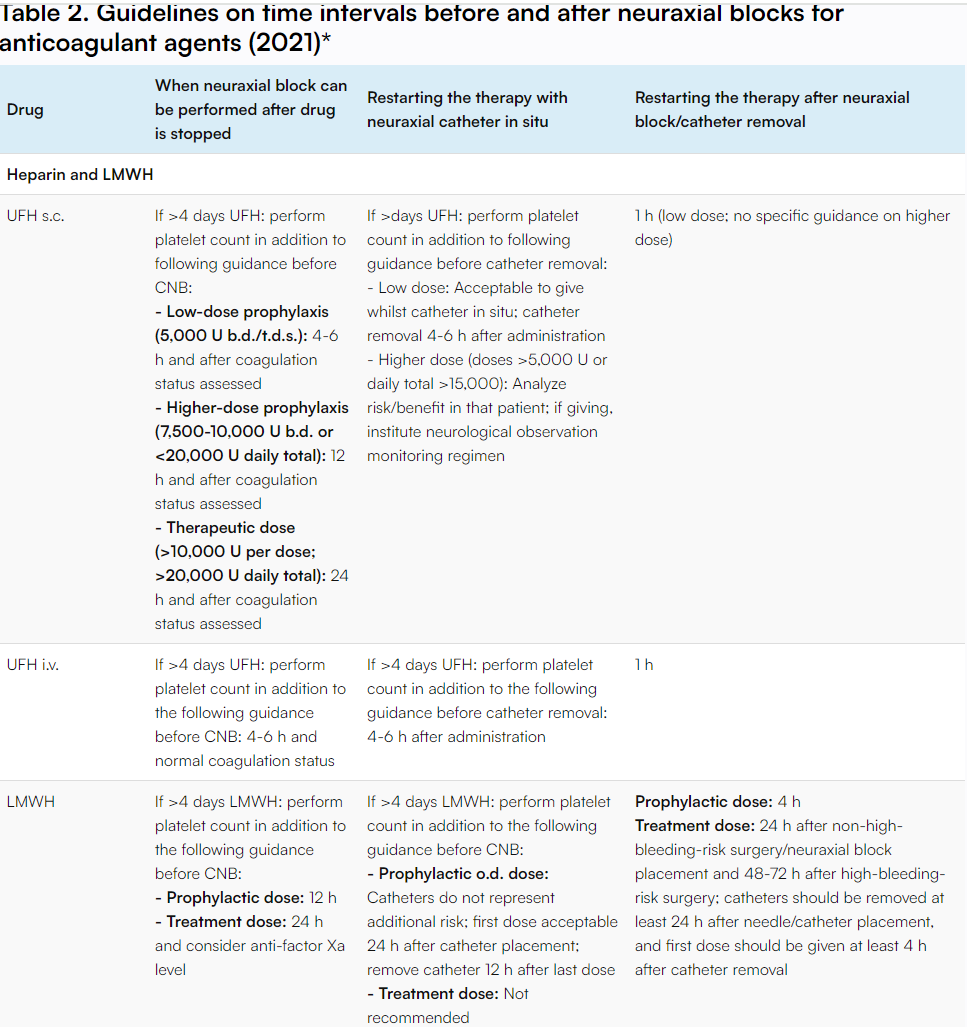 Table 2. Guidelines on time intervals before and after neuraxial blocks for
anticoagulant agents (2021)*
Drug
When neuraxial block can
be performed after drug
is stopped
Restarting the therapy with
neuraxial catheter in situ
Restarting the therapy after neuraxial
block/catheter removal
Heparin and LMWH
UFH s.c.
If >4 days UFH: perform
platelet count in addition to
following guidance before
CNB:
- Low-dose prophylaxis
(5,000 U b.d./t.d.s.): 4-6
h and after coagulation
status assessed
- Higher-dose prophylaxis
(7,500-10,000 U b.d. or
<20,000 U daily total): 12
h and after coagulation
status assessed
- Therapeutic dose
(>10,000 U per dose;
>20,000 U daily total): 24
h and after coagulation
status assessed
If >days UFH: perform platelet
count in addition to following
guidance before catheter removal:
- Low dose: Acceptable to give
whilst catheter in situ; catheter
removal 4-6 h after administration
- Higher dose (doses >5,000 U or
daily total >15,000): Analyze
risk/benefit in that patient; if giving,
institute neurological observation
monitoring regimen
1 h (low dose; no specific guidance on higher
dose)
UFH i.v.
If >4 days UFH: perform
platelet count in addition to
the following guidance
before CNB: 4-6 h and
normal coagulation status
If >4 days UFH: perform platelet
count in addition to the following
guidance before catheter removal:
4-6 h after administration
1 h
LMWH
If >4 days LMWH: perform
platelet count in addition to
the following guidance
before CNB:
- Prophylactic dose: 12 h
- Treatment dose: 24 h
and consider anti-factor Xa
level
If >4 days LMWH: perform platelet
count in addition to the following
guidance before CNB:
- Prophylactic o.d. dose:
Catheters do not represent
additional risk; first dose acceptable
24 h after catheter placement;
remove catheter 12 h after last dose
- Treatment dose: Not
recommended
Prophylactic dose: 4 h
Treatment dose: 24 h after non-high-
bleeding-risk surgery/neuraxial block
placement and 48-72 h after high-bleeding-
risk surgery; catheters should be removed at
least 24 h after needle/catheter placement,
and first dose should be given at least 4 h
after catheter removal